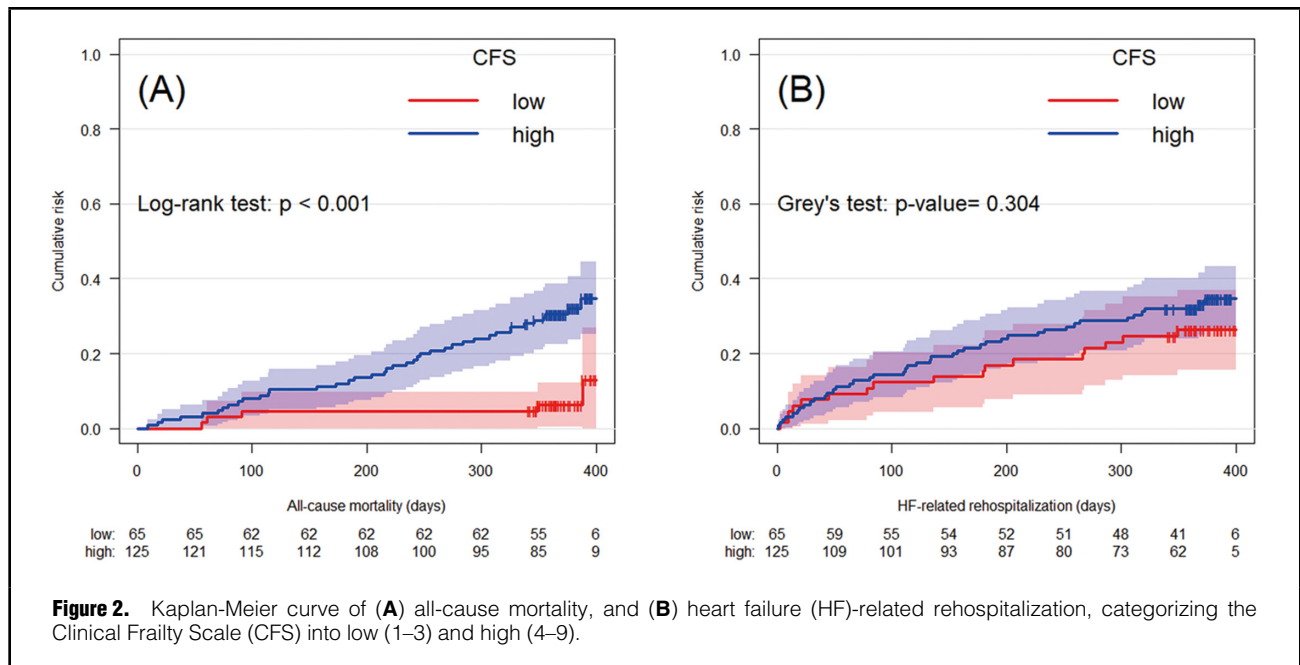 1.0
0.8
0.6
0.4
0.2
0.0
Cumulative risk
(A)
CFS
low
high
Log-rank test: p < 0.001
0 100 200 300 400
All-cause mortality (days)
low: 65 65 62 62 62 62 62 55 6
high: 125 121 115 112 108 100 95 85 9
1.0
0.8
0.6
0.4
0.2
0.0
Cumulative risk
(B)
CFS
low
high
Grey's test: p-value= 0.304
0 100 200 300 400
HF-related rehospitalization (days)
low: 65 59 55 54 52 51 48 41 6
high: 125 109 101 93 87 80 73 62 5
Figure 2. Kaplan-Meier curve of (A) all-cause mortality, and (B) heart failure (HF)-related rehospitalization, categorizing the
Clinical Frailty Scale (CFS) into low (1–3) and high (4–9).